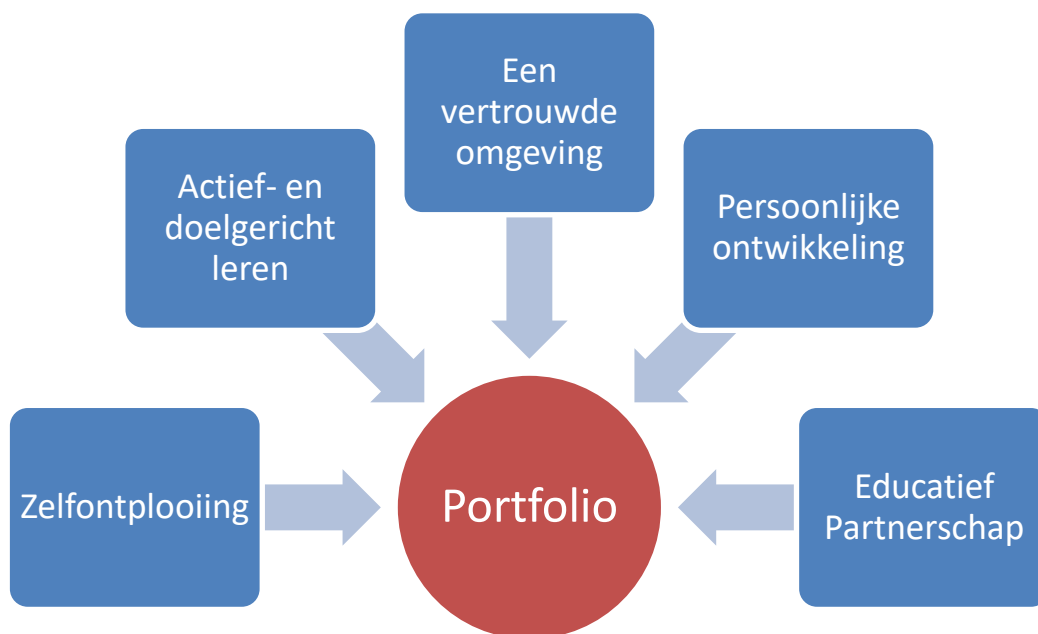 Een
vertrouwde
omgeving
Actief- en
doelgericht
leren
Persoonlijke
ontwikkeling
Zelfontplooiing
Portfolio
Educatief
Partnerschap